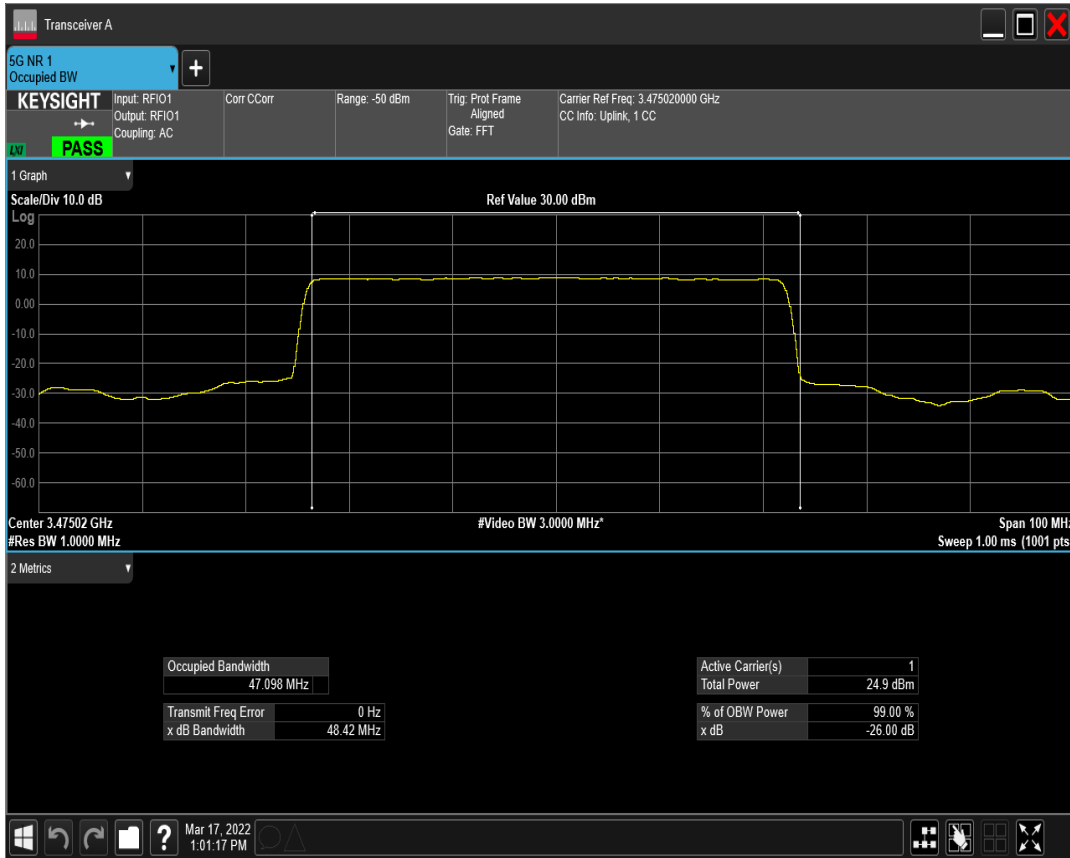 Transceiver A
5G NR 1
Occupied BW
KEYSIGHT
Input: RFIO1
Output: RFIO1
Coupling: AC
Corr CCorr
Range: -50 dBm
Trig: Prot Frame
Aligned
Gate: FFT
Carrier Ref Freq: 3.475020000 GHz
CC Info: Uplink, 1 CC
LXI
PASS
1 Graph
Scale/Div 10.0 dB
Ref Value 30.00 dBm
Log
20.0
10.0
0.00
-10.0
-20.0
-30.0
-40.0
-50.0
-60.0
Center 3.47502 GHz
#Video BW 3.0000 MHz*
Span 100 MHz
#Res BW 1.0000 MHz
Sweep 1.00 ms (1001 pts
2 Metrics
Occupied Bandwidth
47.098 MHz
Transmit Freq Error 0 Hz
x dB Bandwidth 48.42 MHz
Active Carrier(s) 1
Total Power 24.9 dBm
% of OBW Power 99.00 %
x dB -26.00 dB
?
Mar 17, 2022
1:01:17 PM